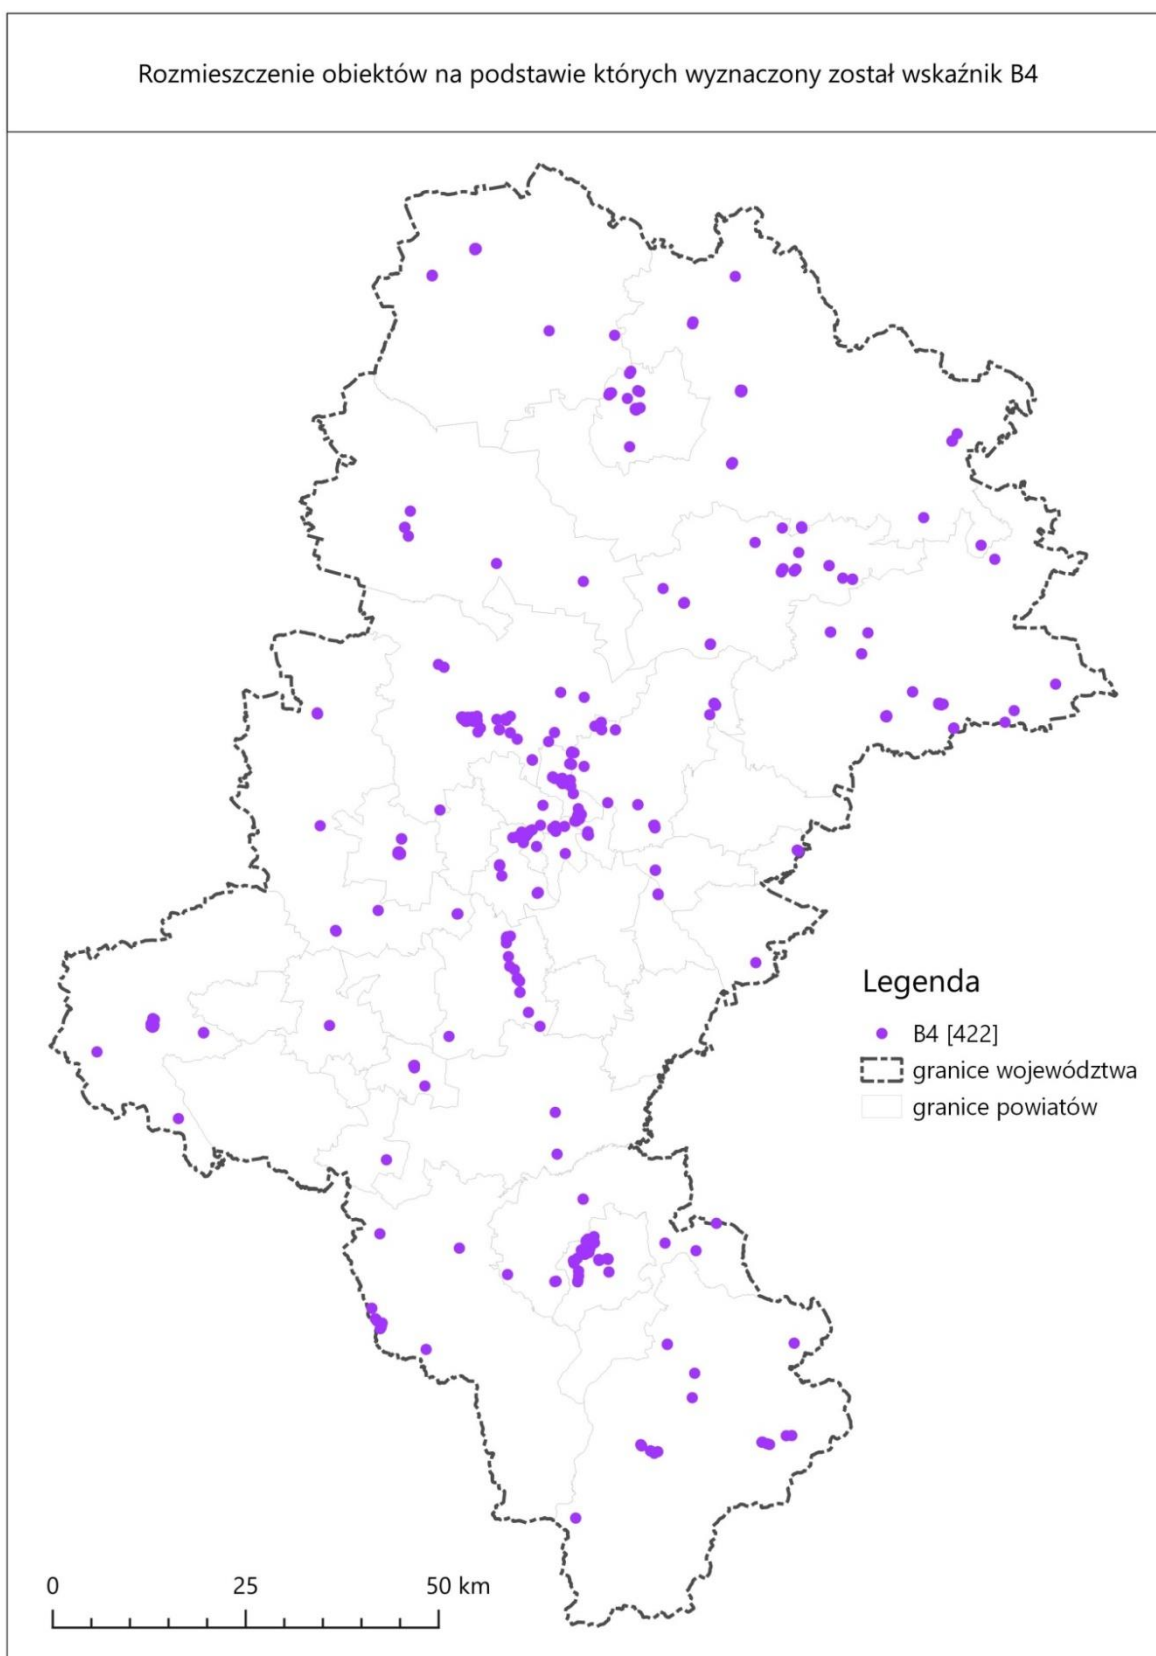 Rozmieszczenie obiektów na podstawie których wyznaczony został wskaźnik B4
Legenda
B4 [422]
granice województwa
granice powiatów
0 25 50 km